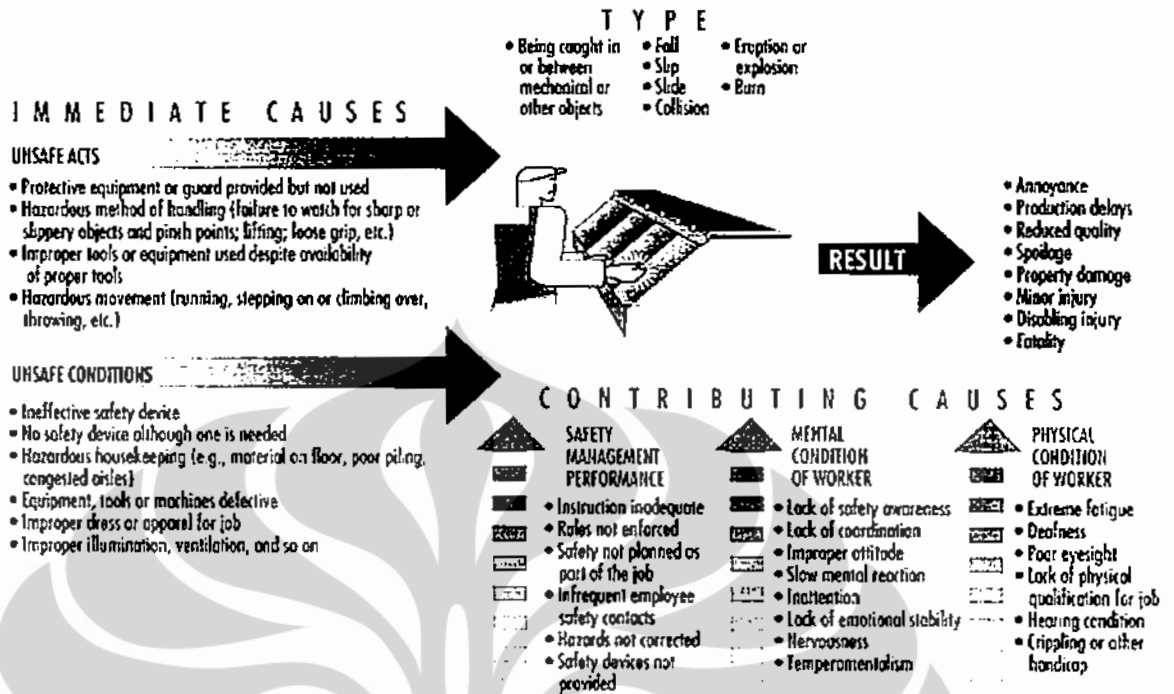 T Y P E
• Being caught in
or between
mechanical or
other objects
• Fall
• Slip
• Slide
• Collision
• Eruption or
explosion
• Burn
I M M E D I A T E C A U S E S
UNSAFE ACTS
• Protective equipment or guard provided but not used
• Hazardous method of handling (failure to watch for sharp or
slippery objects and pinch points; lifting; loose grip, etc.)
• Improper tools or equipment used despite availability
of proper tools
• Hazardous movement (running, stepping on or climbing over,
throwing, etc.)
UNSAFE CONDITIONS
• Ineffective safety device
• No safety device although one is needed
• Hazardous housekeeping (e.g., material on floor, poor piling,
congested aisles)
• Equipment, tools or machines defective
• Improper dress or apparel for job
• Improper illumination, ventilation, and so on
RESULT
• Annoyance
• Production delays
• Reduced quality
• Spoilage
• Property damage
• Minor injury
• Disabling injury
• Fatality
C O N T R I B U T I N G C A U S E S
SAFETY
MANAGEMENT
PERFORMANCE
• Instruction inadequate
• Rules not enforced
• Safety not planned as
part of the job
• Infrequent employee
safety contacts
• Hazards not corrected
• Safety devices not
provided
MENTAL
CONDITION
OF WORKER
• Lack of safety awareness
• Lack of coordination
• Improper attitude
• Slow mental reaction
• Inattention
• Lack of emotional stability
• Nervousness
• Temperamentalism
PHYSICAL
CONDITION
OF WORKER
• Extreme fatigue
• Deafness
• Poor eyesight
• Lack of physical
qualification for job
• Hearing condition
• Crippling or other
handicap